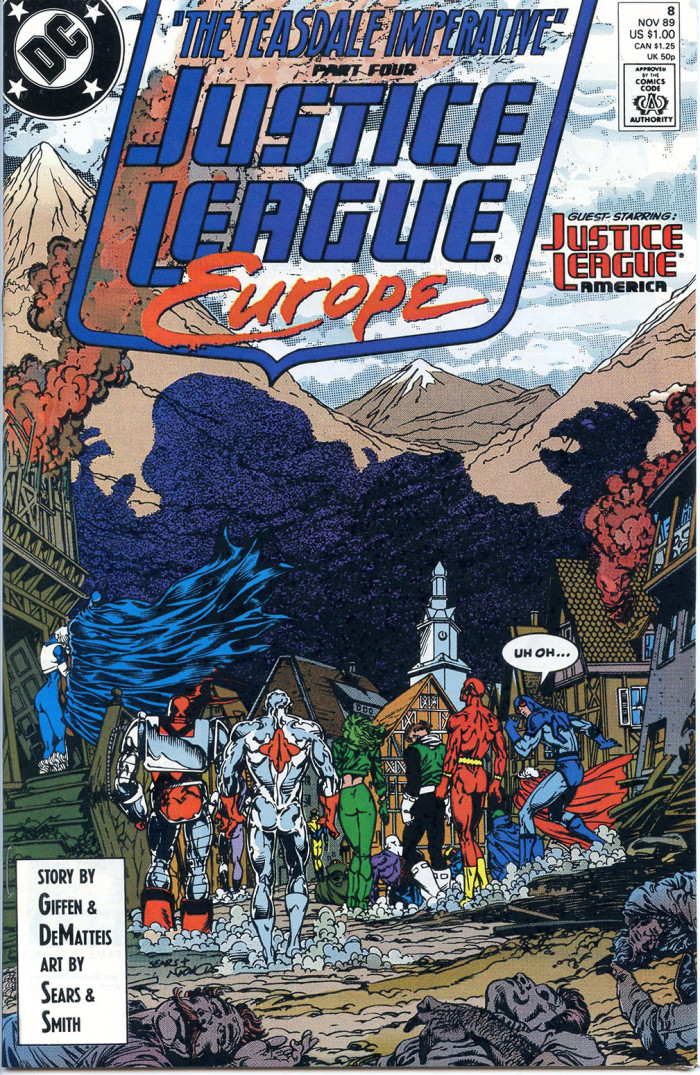 DC
"THE TEASDALE IMPERATIVE"
PART FOUR
JUSTICE
LEAGUE®
Europe
8
NOV 89
US $1.00
CAN $1.25
UK 50p
APPROVED
BY THE
COMICS
CODE
CA
AUTHORITY
GUEST-STARRING:
JUSTICE
LEAGUE®
AMERICA
UH OH...
STORY BY
GIFFEN &
DEMATTEIS
ART BY
SEARS &
SMITH
SEARS+